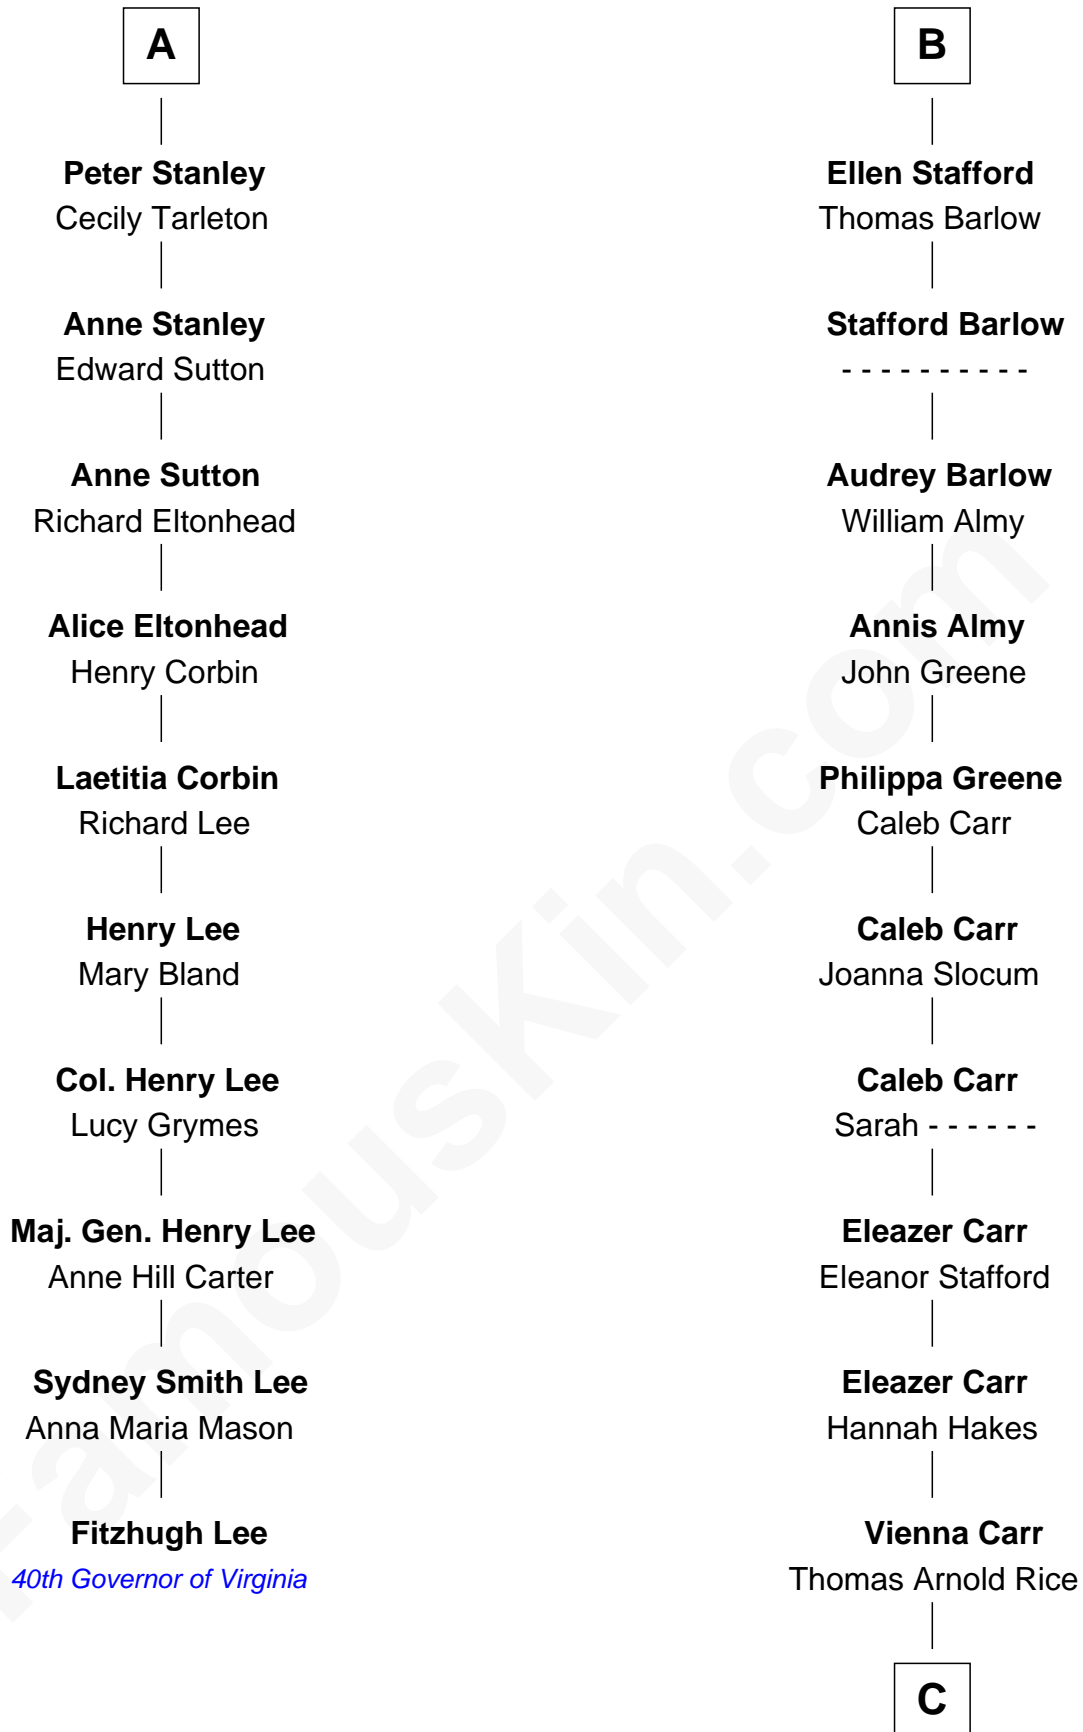 A
Peter Stanley
Cecily Tarleton
Anne Stanley
Edward Sutton
Anne Sutton
Richard Eltonhead
Alice Eltonhead
Henry Corbin
Laetitia Corbin
Richard Lee
Henry Lee
Mary Bland
Col. Henry Lee
Lucy Grymes
Maj. Gen. Henry Lee
Anne Hill Carter
Sydney Smith Lee
Anna Maria Mason
Fitzhugh Lee
40th Governor of Virginia
B
Ellen Stafford
Thomas Barlow
Stafford Barlow
- - - - - - - - - -
Audrey Barlow
William Almy
Annis Almy
John Greene
Philippa Greene
Caleb Carr
Caleb Carr
Joanna Slocum
Caleb Carr
Sarah - - - - - -
Eleazer Carr
Eleanor Stafford
Eleazer Carr
Hannah Hakes
Vienna Carr
Thomas Arnold Rice
C
FamousKin.com